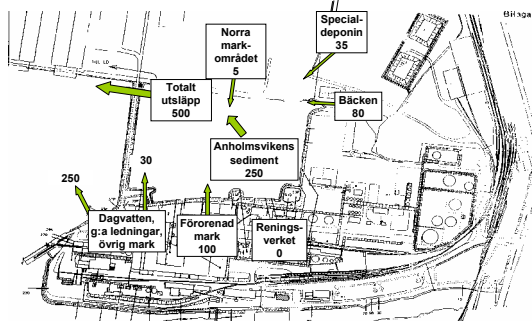 Bilaga
Special-
deponin
35
Norra
mark-
området
5
Totalt
utsläpp
500
Bäcken
80
Anholmsvikens
sediment
250
30
250
Dagvatten,
g:a ledningar,
övrig mark
Förorenad
mark
100
Renings-
verket
0